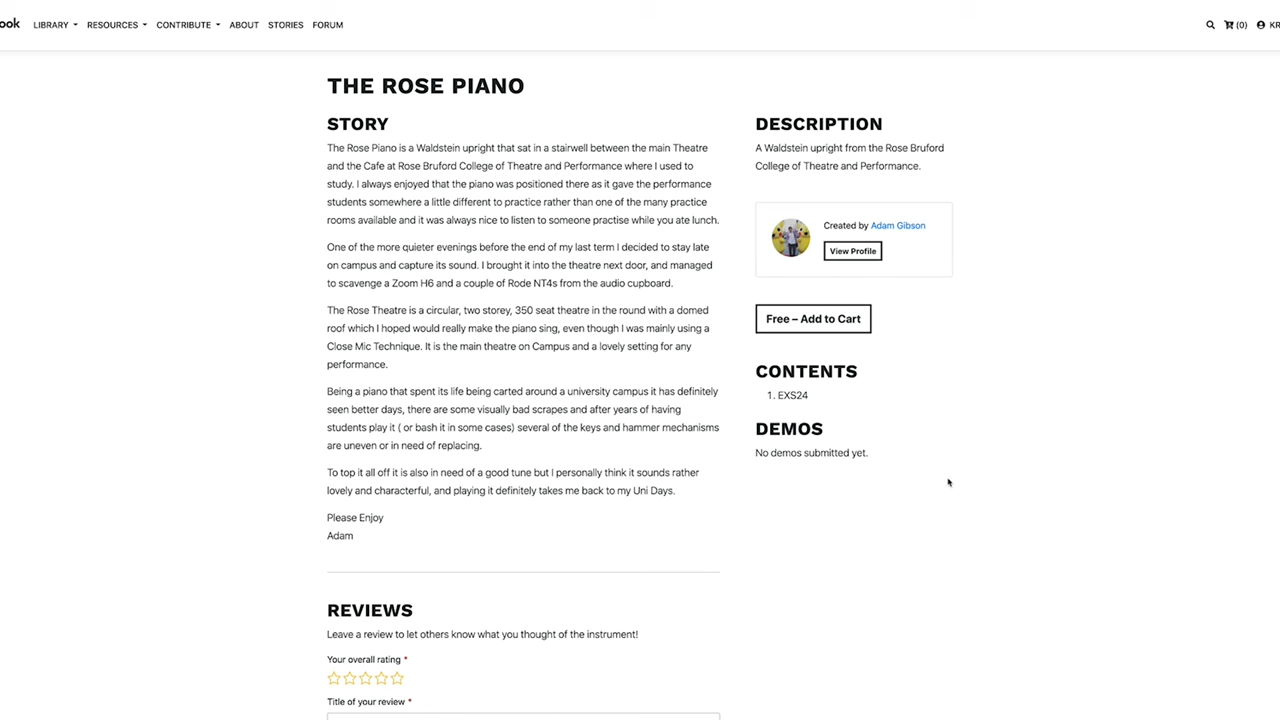 ook
LIBRARY
RESOURCES
CONTRIBUTE
ABOUT
STORIES
FORUM
(0)
KR
THE ROSE PIANO
STORY
The Rose Piano is a Waldstein upright that sat in a stairwell between the main Theatre
and the Cafe at Rose Bruford College of Theatre and Performance where I used to
study. I always enjoyed that the piano was positioned there as it gave the performance
students somewhere a little different to practice rather than one of the many practice
rooms available and it was always nice to listen to someone practise while you ate lunch.
One of the more quieter evenings before the end of my last term I decided to stay late
on campus and capture its sound. I brought it into the theatre next door, and managed
to scavenge a Zoom H6 and a couple of Rode NT4s from the audio cupboard.
The Rose Theatre is a circular, two storey, 350 seat theatre in the round with a domed
roof which I hoped would really make the piano sing, even though I was mainly using a
Close Mic Technique. It is the main theatre on Campus and a lovely setting for any
performance.
Being a piano that spent its life being carted around a university campus it has definitely
seen better days, there are some visually bad scrapes and after years of having
students play it ( or bash it in some cases) several of the keys and hammer mechanisms
are uneven or in need of replacing.
To top it all off it is also in need of a good tune but I personally think it sounds rather
lovely and characterful, and playing it definitely takes me back to my Uni Days.
Please Enjoy
Adam
REVIEWS
Leave a review to let others know what you thought of the instrument!
Your overall rating *
Title of your review *
DESCRIPTION
A Waldstein upright from the Rose Bruford
College of Theatre and Performance.
Created by Adam Gibson
View Profile
Free – Add to Cart
CONTENTS
1. EXS24
DEMOS
No demos submitted yet.